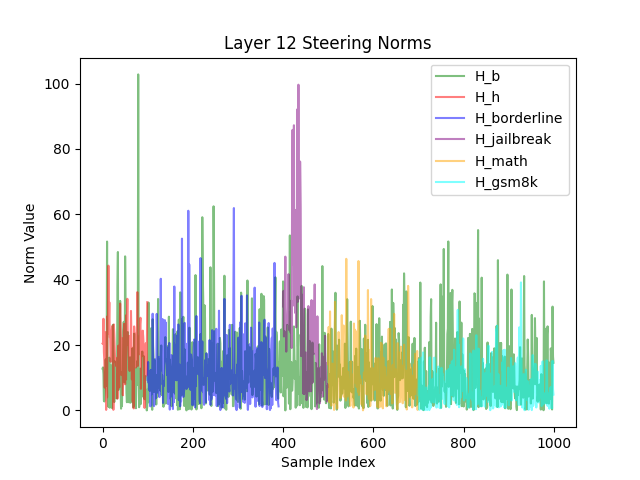 Layer 12 Steering Norms
Norm Value
100
80
60
40
20
0
H_b
H_h
H_borderline
H_jailbreak
H_math
H_gsm8k
0 200 400 600 800 1000
Sample Index